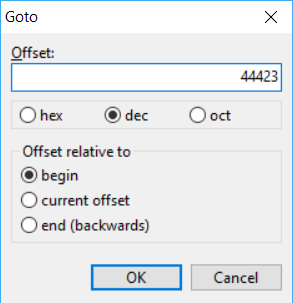 Goto
Offset:
44423
hex dec oct
Offset relative to
begin
current offset
end (backwards)
OK Cancel